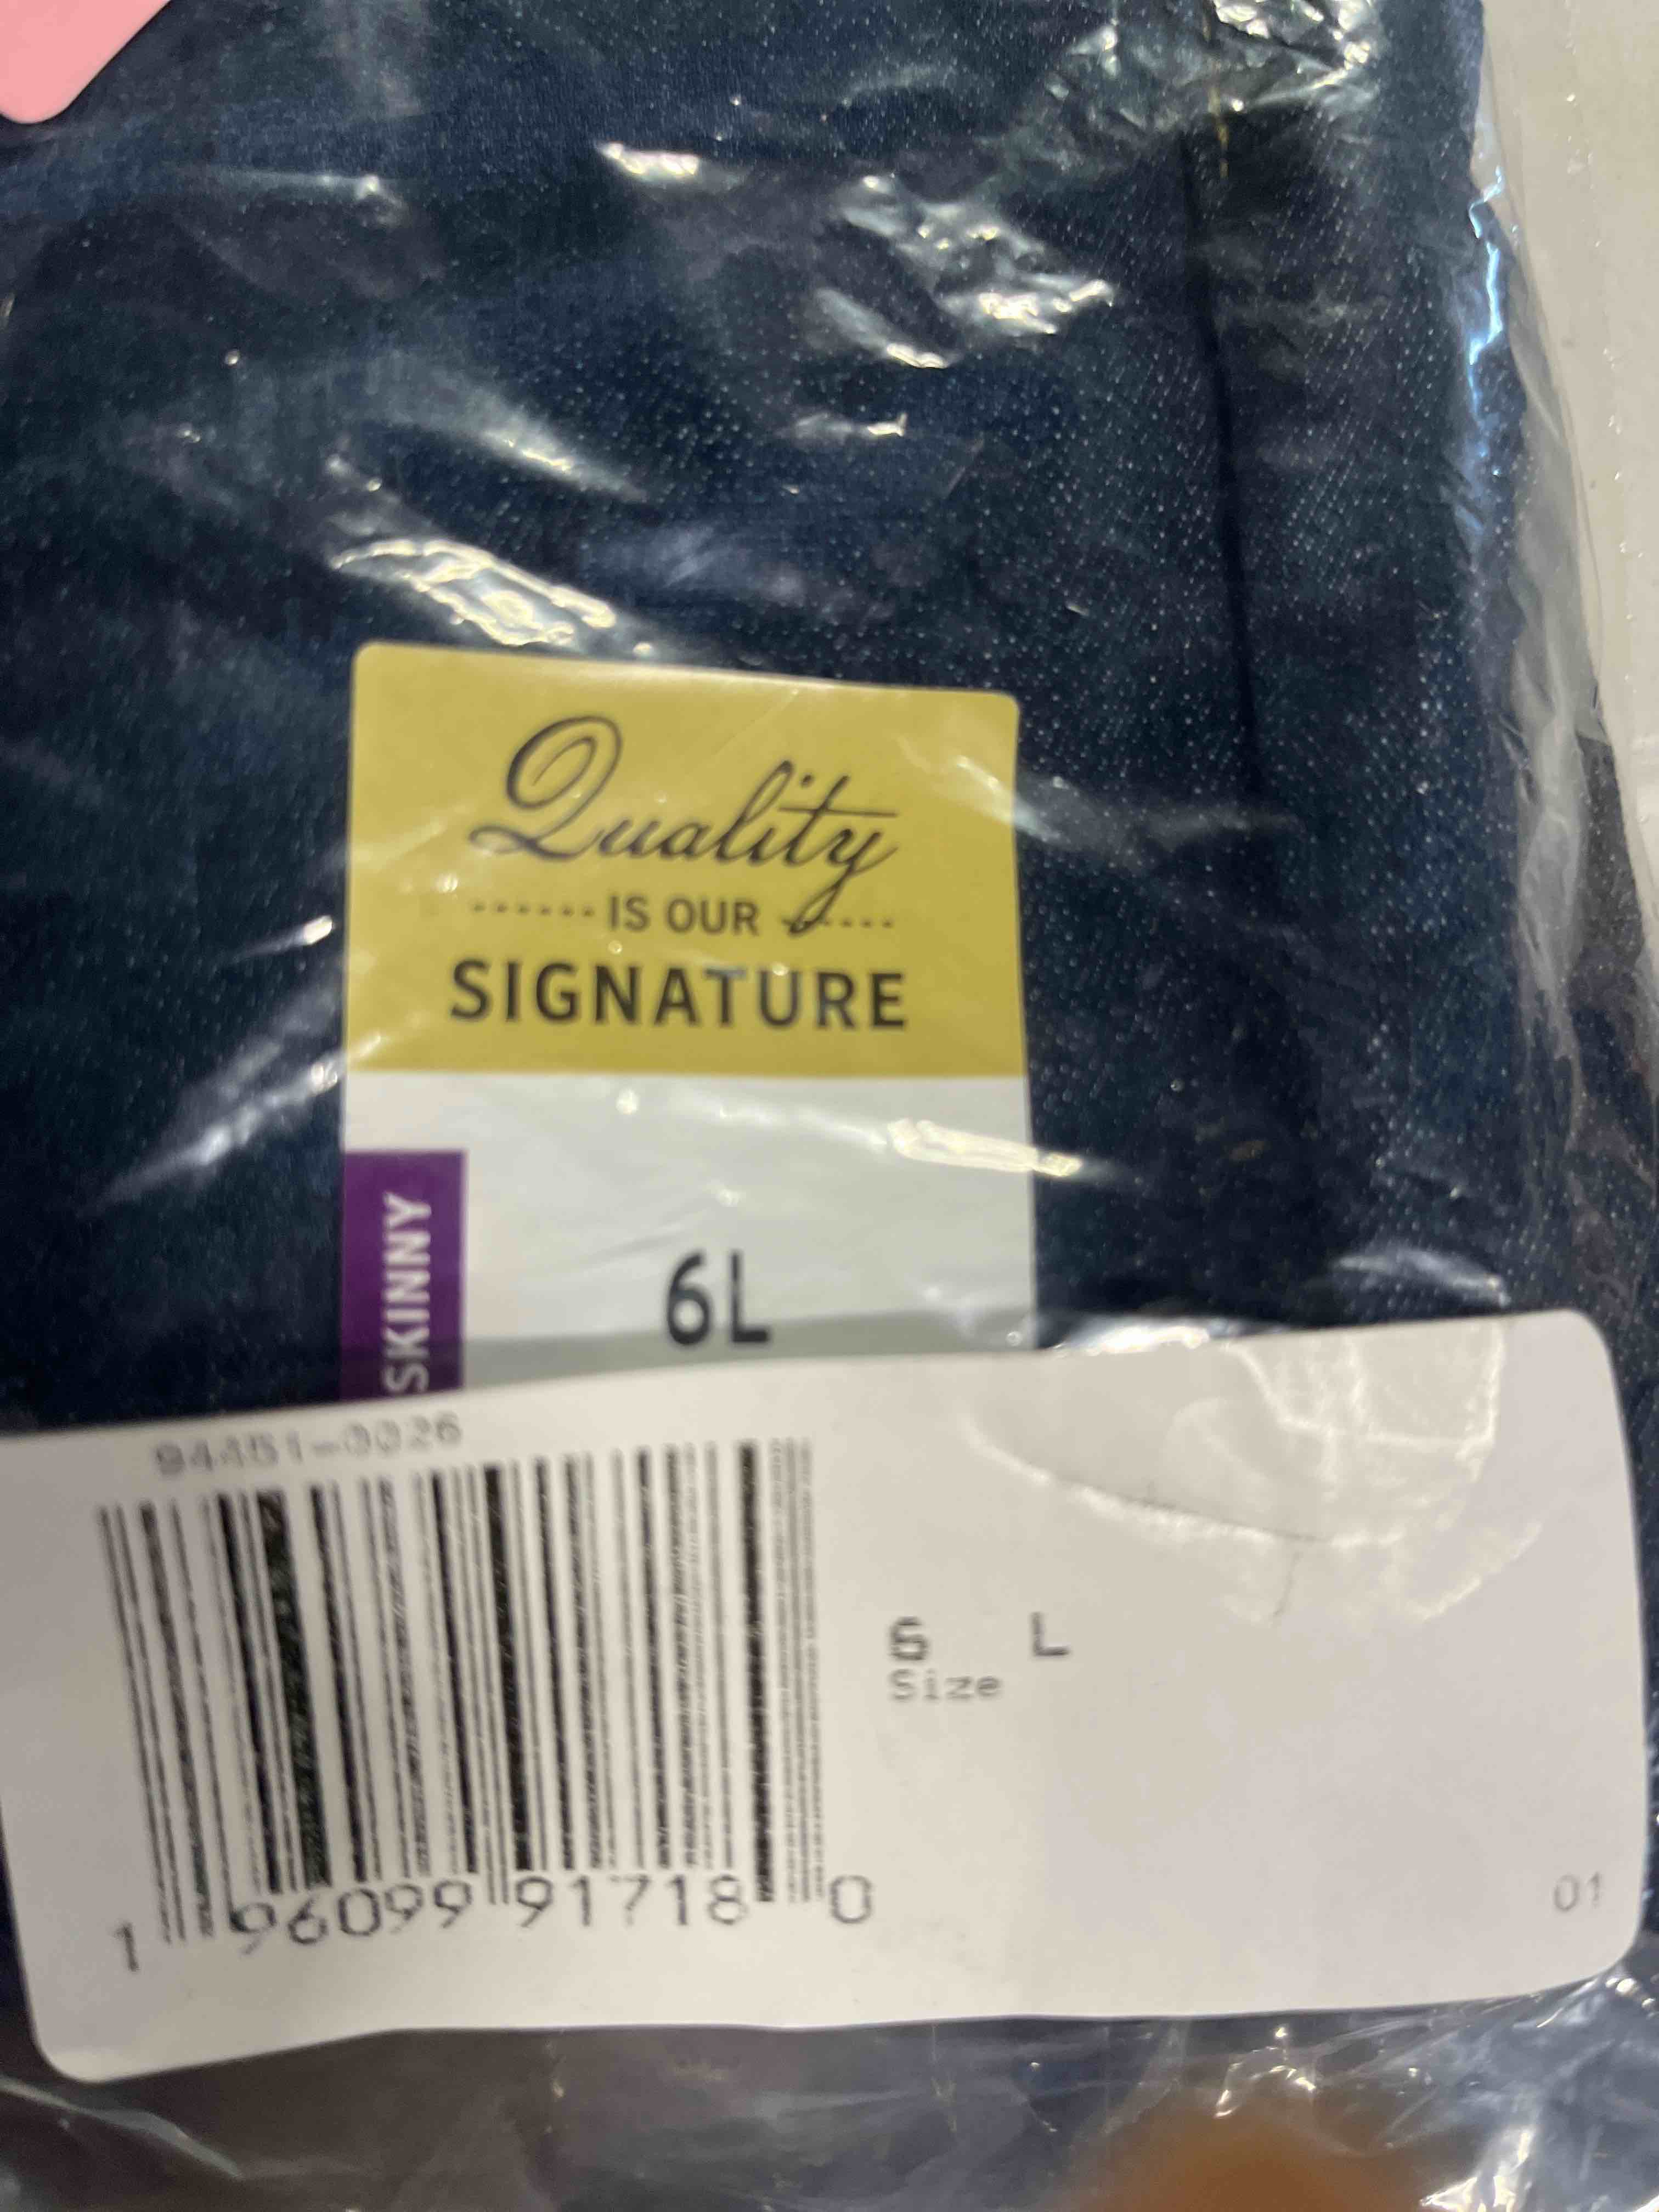 Quality
IS OUR
SIGNATURE
SKINNY
6L
94451-0026
6 L
Size
1 96099 91718 0
01